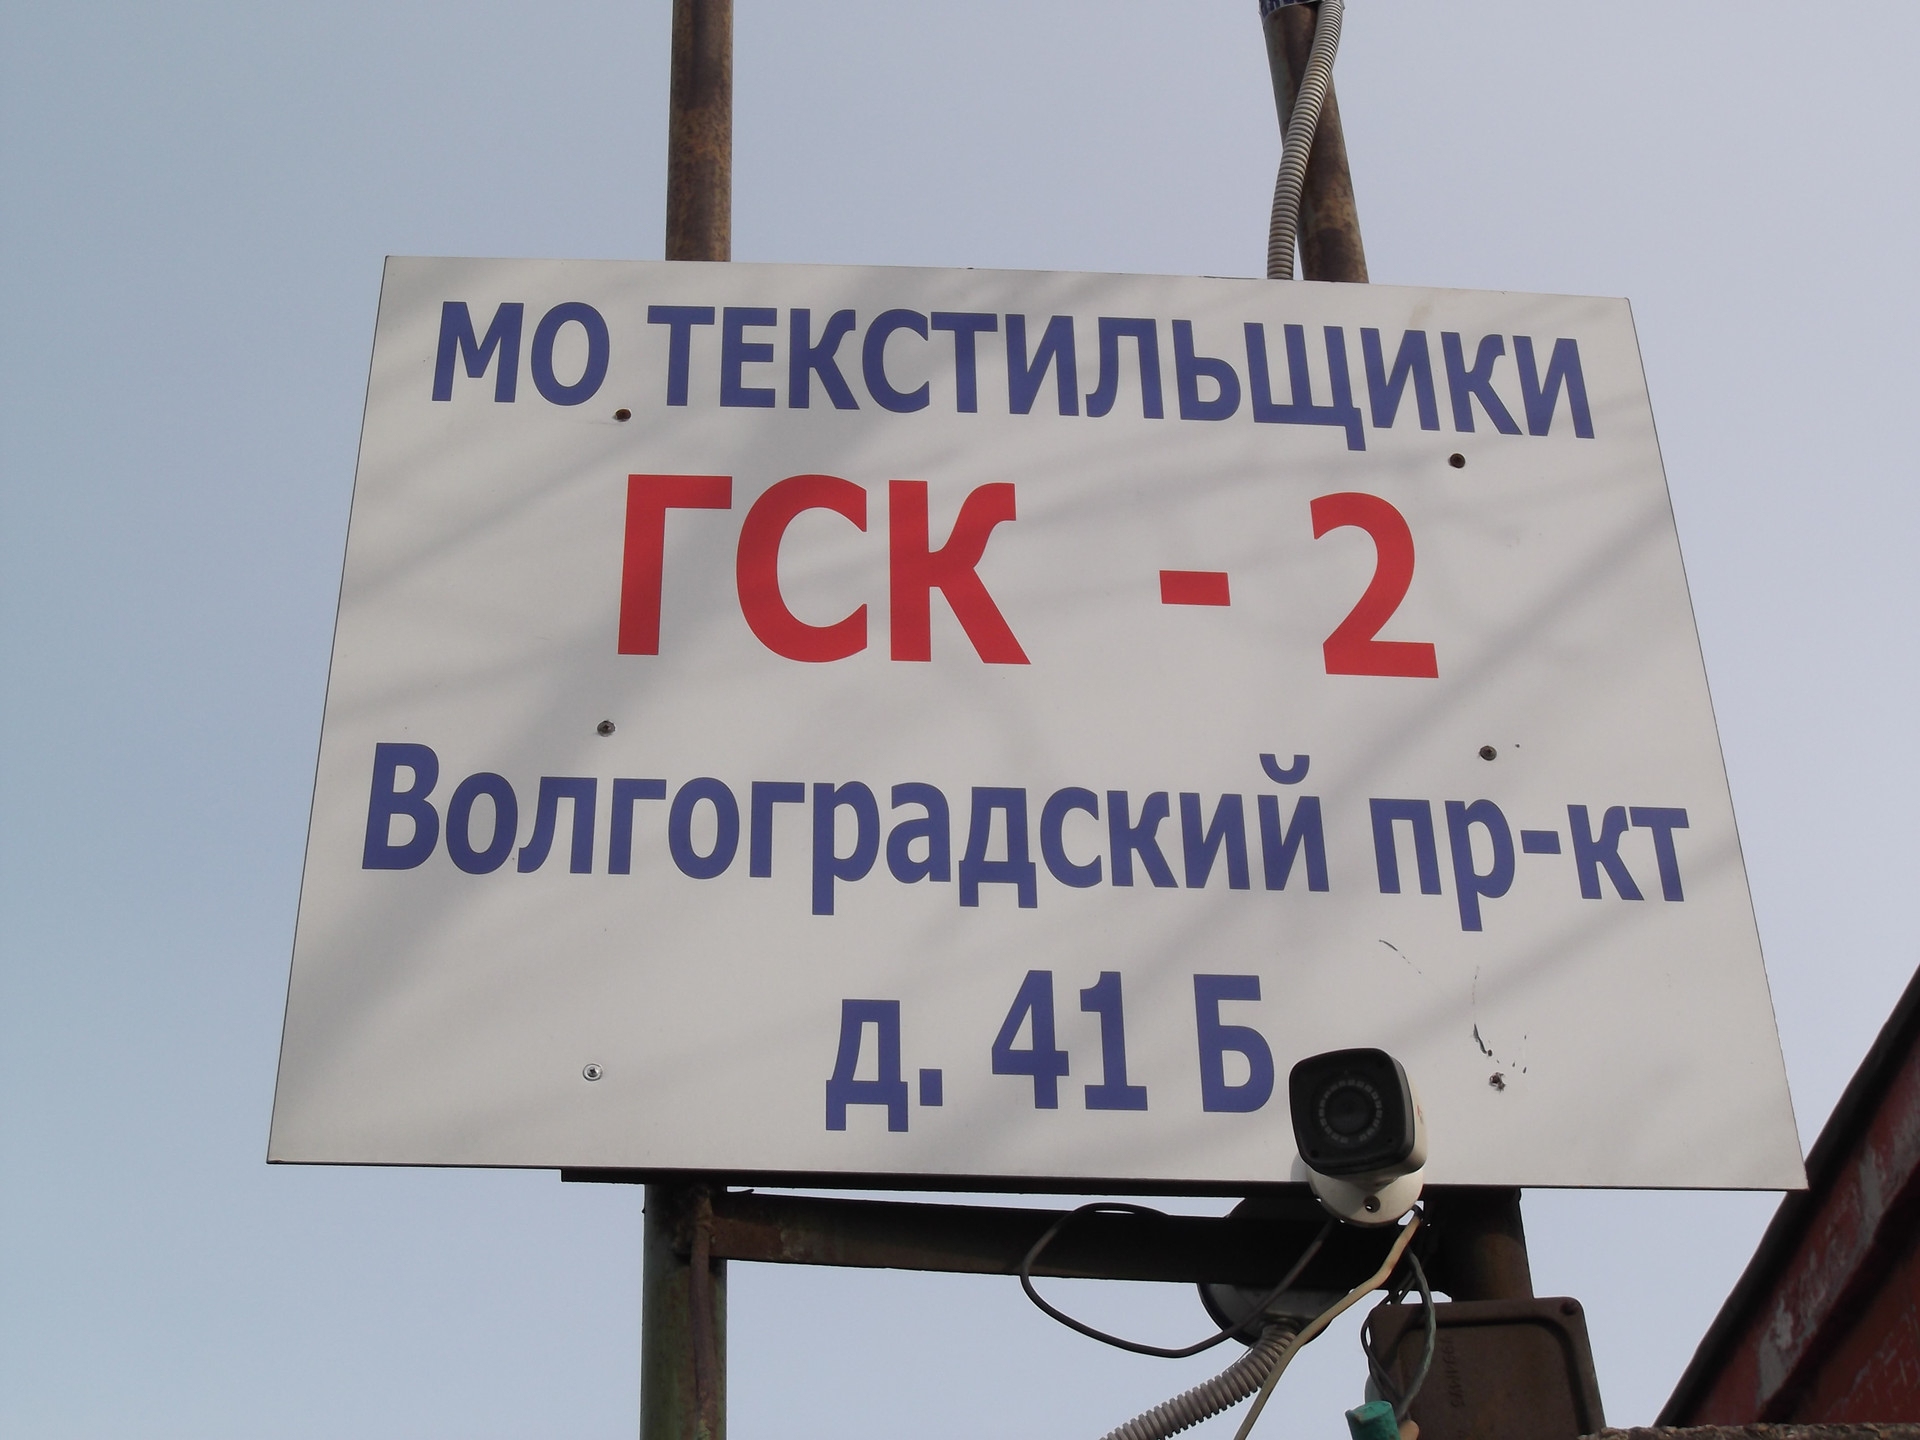 МО ТЕКСТИЛЬЩИКИ
ГСК - 2
Волгоградский пр-кт
д. 41 Б